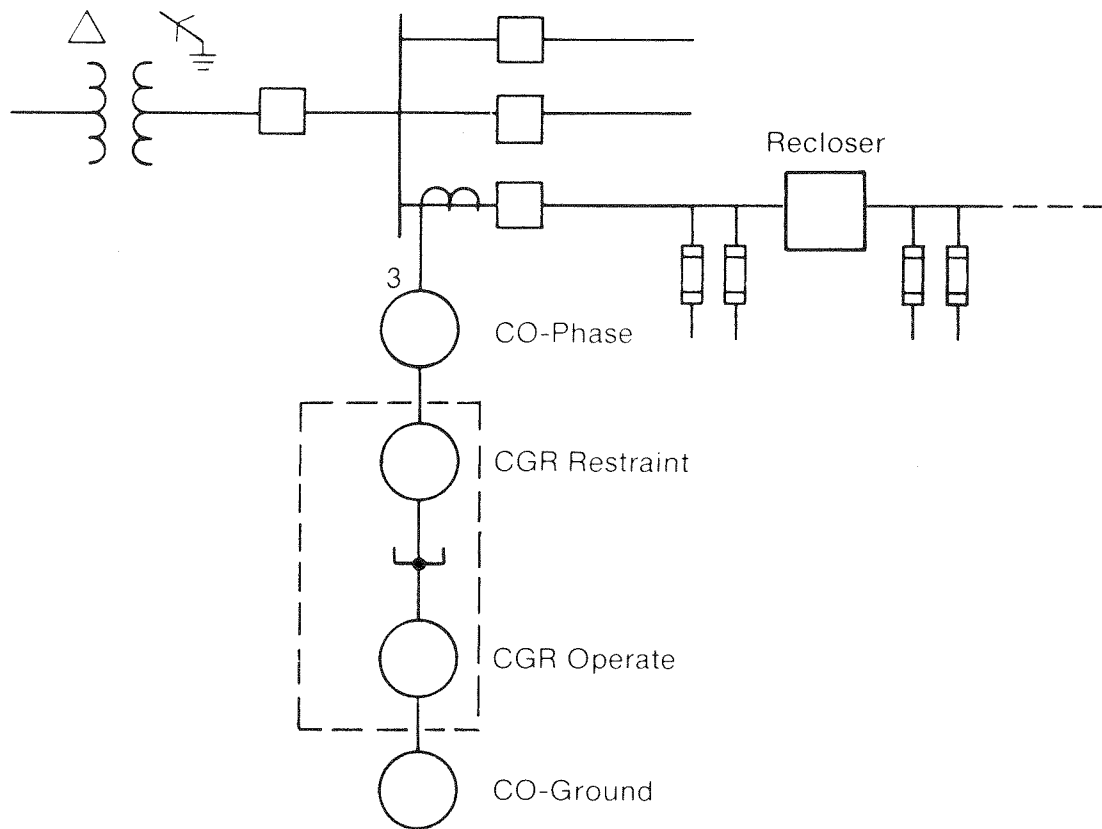 Recloser
3
CO-Phase
CGR Restraint
CGR Operate
CO-Ground